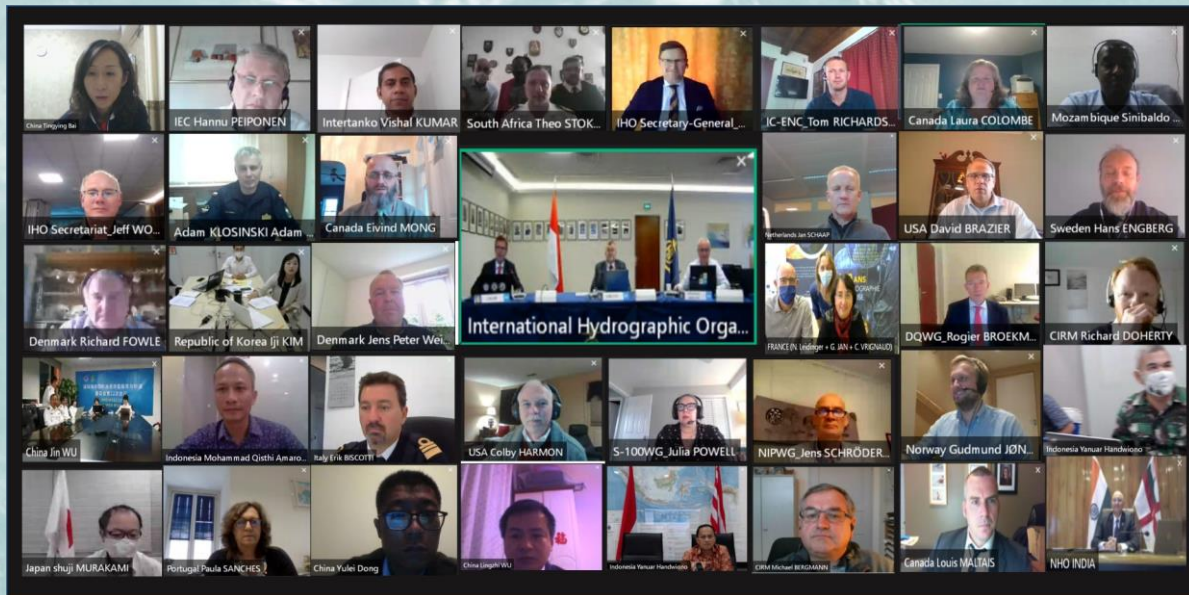 China Tingying Bai
IEC Hannu PEIPONEN
Intertanko Vishal KUMAR
South Africa Theo STOK...
IHO Secretary-General_...
IC-ENC_Tom RICHARDS...
Canada Laura COLOMBE
Mozambique Sinibaldo ...
IHO Secretariat_Jeff WO...
Adam KLOSINSKI Adam ...
Canada Eivind MONG
International Hydrographic Orga...
Netherlands Jan SCHAAP
USA David BRAZIER
Sweden Hans ENGBERG
Denmark Richard FOWLE
Republic of Korea Iji KIM
Denmark Jens Peter Wei...
FRANCE (N. Leidinger + G. JAN + C. VRIGNAUD)
DQWG_Rogier BROEKM...
CIRM Richard DOHERTY
China Jin WU
Indonesia Mohammad Qisthi Amaro...
Italy Erik BISCOTTI
USA Colby HARMON
S-100WG_Julia POWELL
NIPWG_Jens SCHRÖDER...
Norway Gudmund JØN...
Indonesia Yanuar Handwiono
Japan shuji MURAKAMI
Portugal Paula SANCHES
China Yulei Dong
China Lingzhi WU
Indonesia Yanuar Handwiono
CIRM Michael BERGMANN
Canada Louis MALTAIS
NHO INDIA